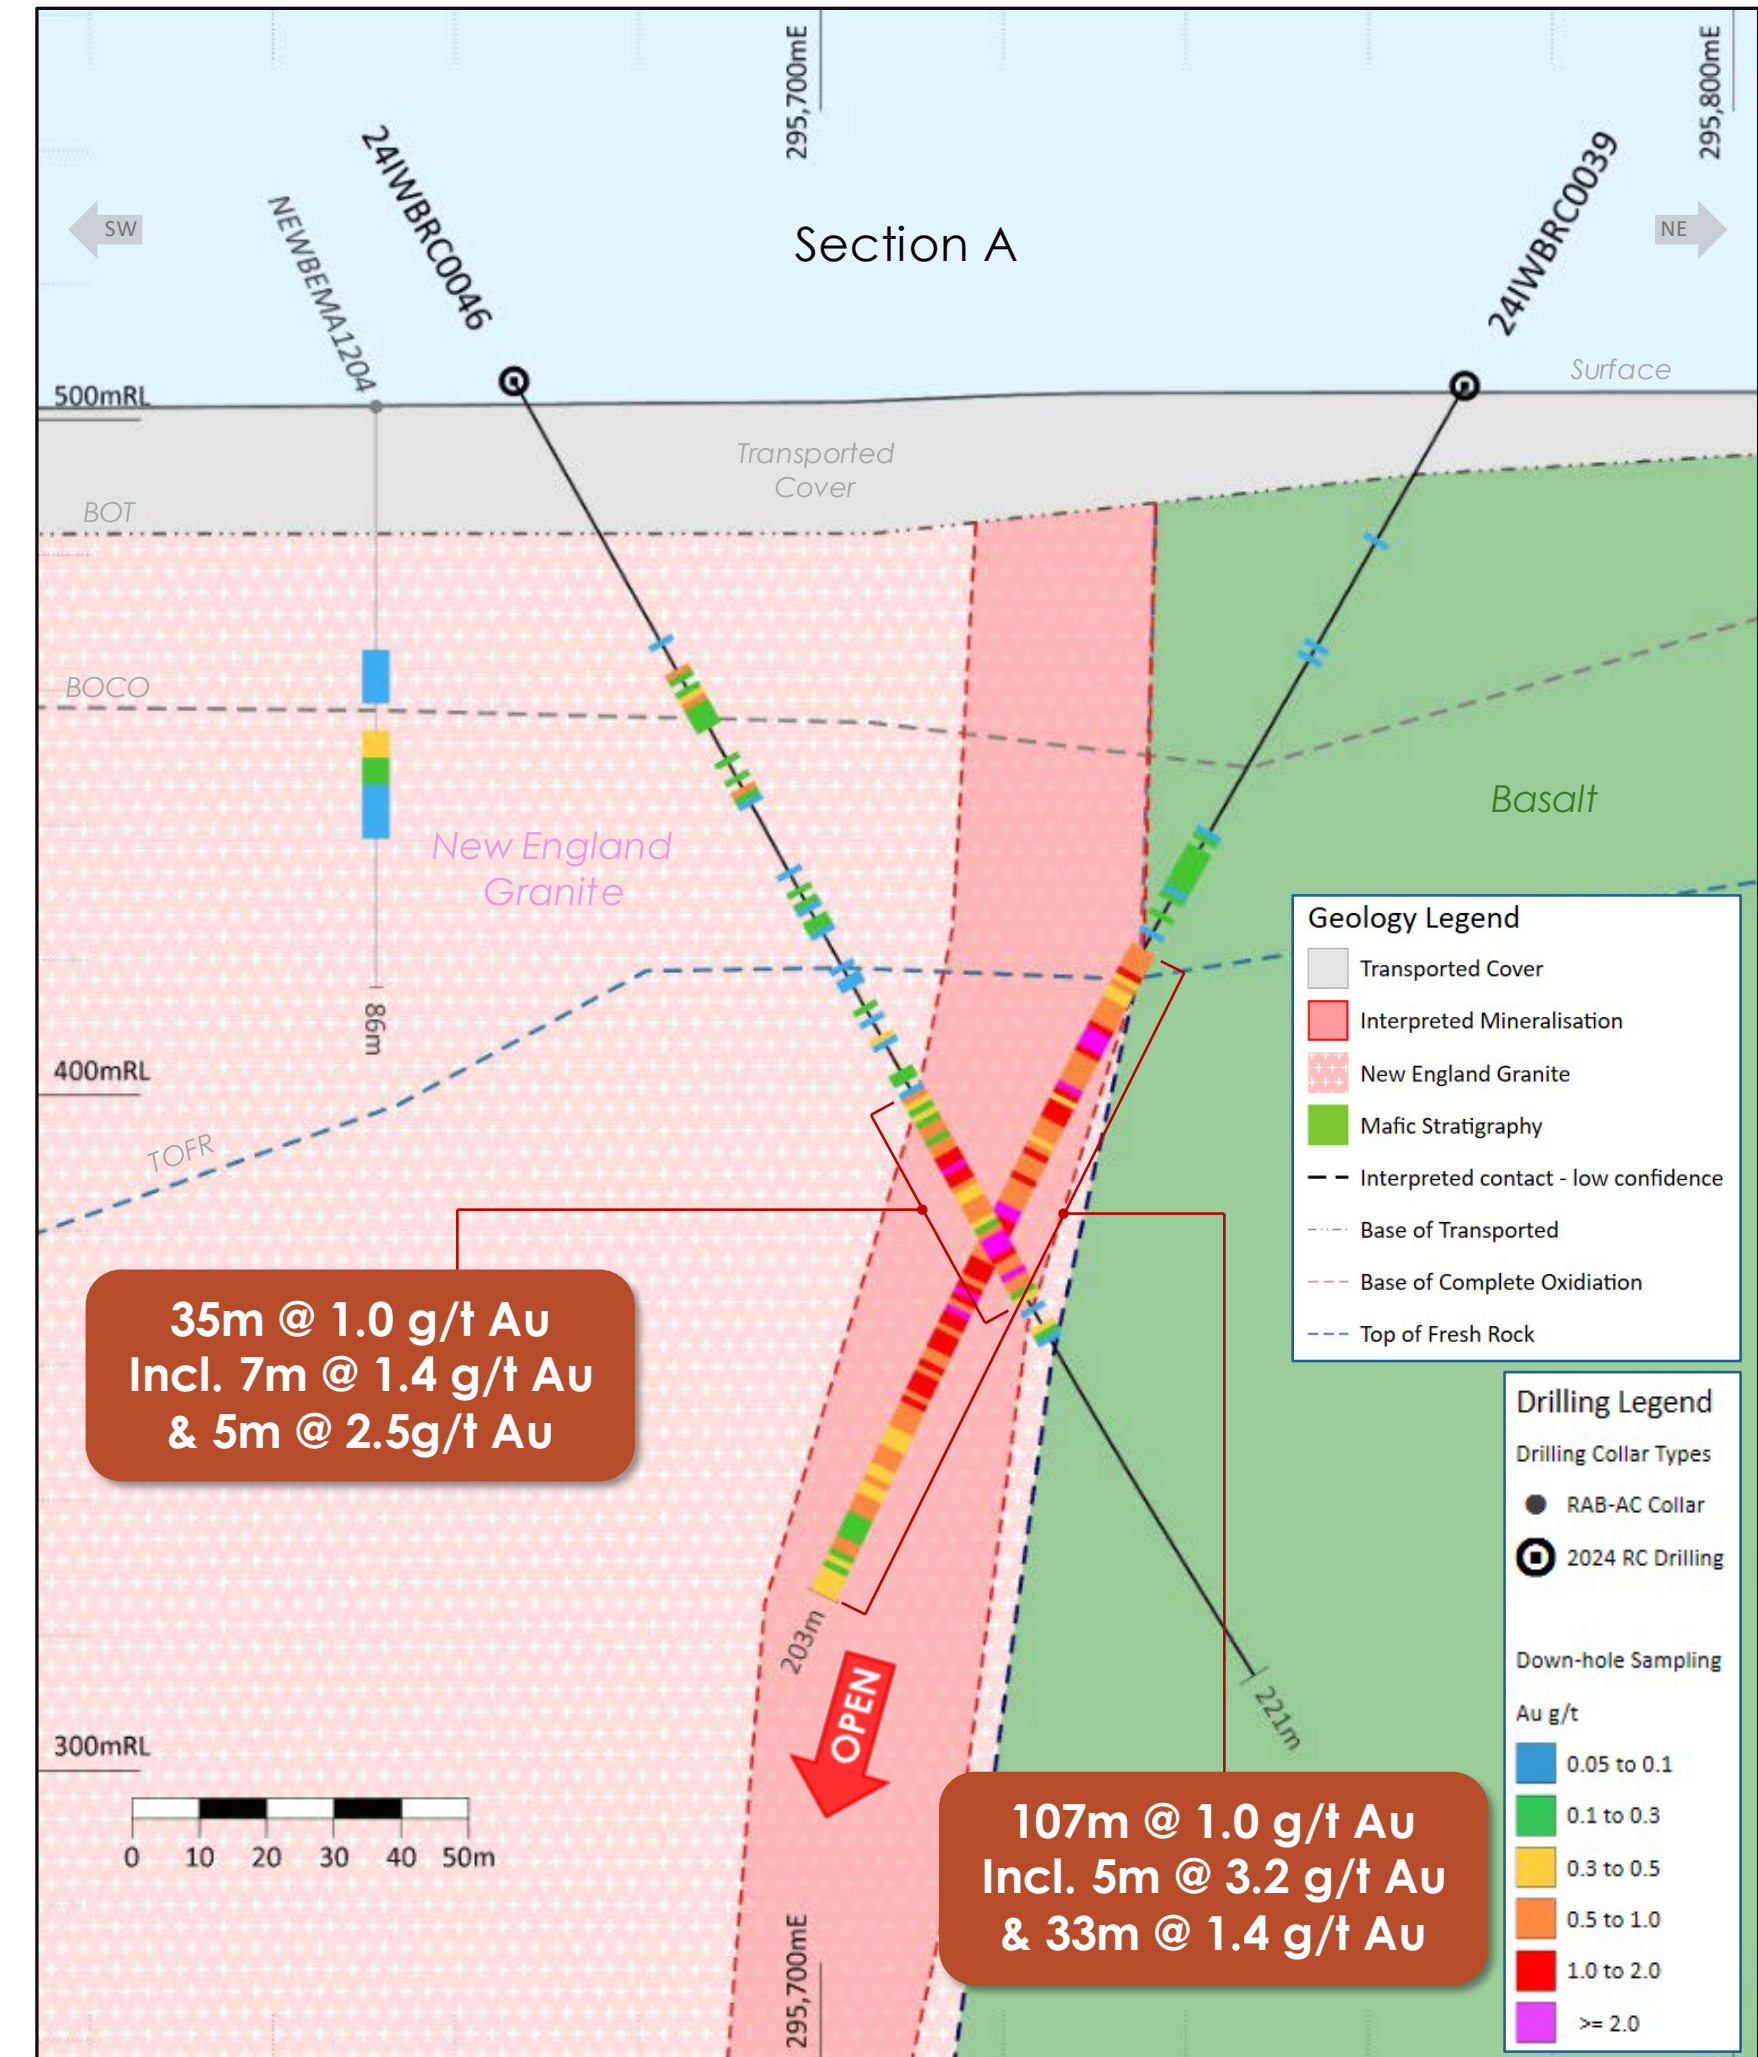 295,700mE
295,800mE
24IWBRC0046
24IWBRC0039
NEWBEMA1204
SW
NE
Section A
Surface
500mRL
Transported
Cover
BOT
BOCO
Basalt
New England
Granite
86m
400mRL
TOFR
Geology Legend
Transported Cover
Interpreted Mineralisation
New England Granite
Mafic Stratigraphy
Interpreted contact - low confidence
Base of Transported
Base of Complete Oxidiation
Top of Fresh Rock
35m @ 1.0 g/t Au
Incl. 7m @ 1.4 g/t Au
& 5m @ 2.5g/t Au
Drilling Legend
Drilling Collar Types
RAB-AC Collar
2024 RC Drilling
Down-hole Sampling
Au g/t
0.05 to 0.1
0.1 to 0.3
0.3 to 0.5
0.5 to 1.0
1.0 to 2.0
>= 2.0
203m
OPEN
221m
300mRL
0 10 20 30 40 50m
107m @ 1.0 g/t Au
Incl. 5m @ 3.2 g/t Au
& 33m @ 1.4 g/t Au
295,700mE